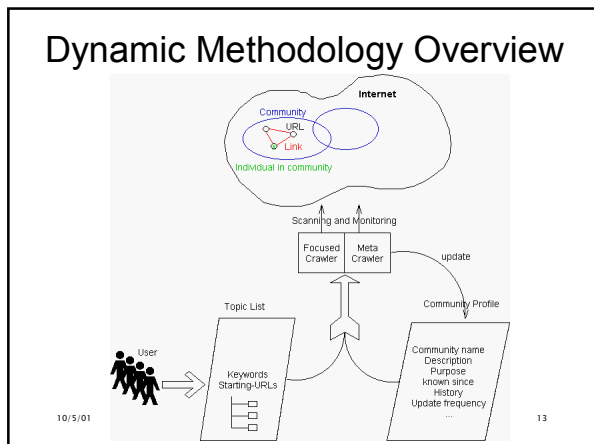 Dynamic Methodology Overview
Internet
Community
URL
Link
Individual in community
Scanning and Monitoring
Focused
Crawler
Meta
Crawler
update
Topic List
Community Profile
User
Keywords
Starting-URLs
Community name
Description
Purpose
known since
History
Update frequency
...
10/5/01
13